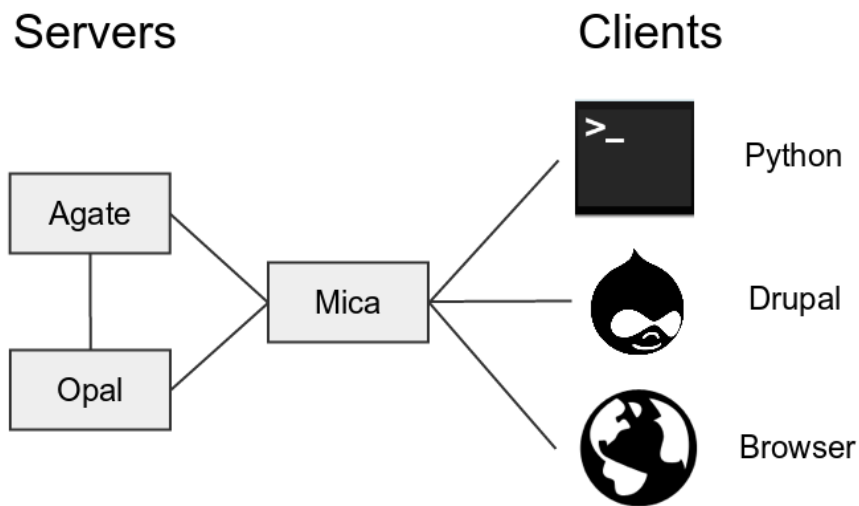 Servers
Clients
>_
Python
Agate
Mica
Drupal
Opal
Browser